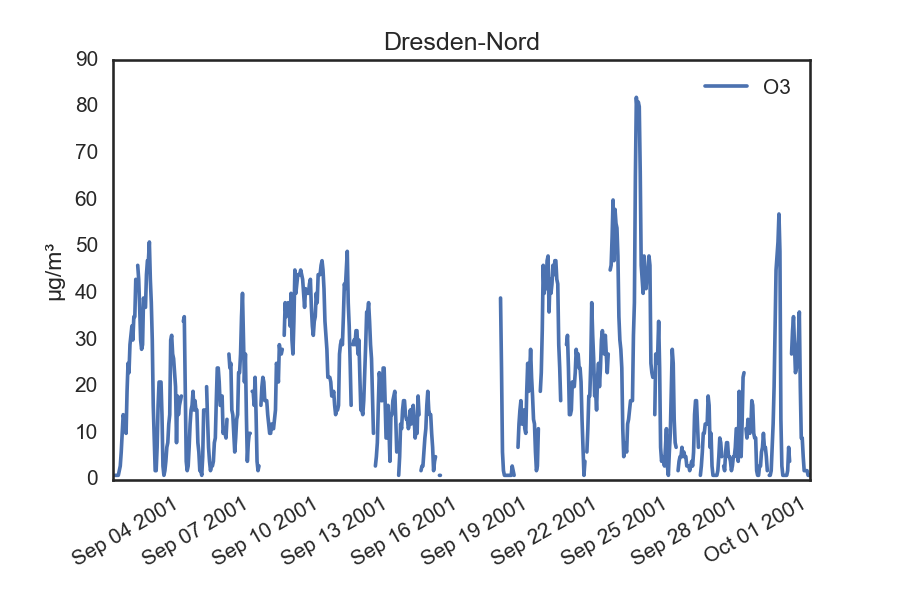 Dresden-Nord
90
80
70
60
50
40
30
20
10
0
µg/m³
O3
Sep 04 2001
Sep 07 2001
Sep 10 2001
Sep 13 2001
Sep 16 2001
Sep 19 2001
Sep 22 2001
Sep 25 2001
Sep 28 2001
Oct 01 2001